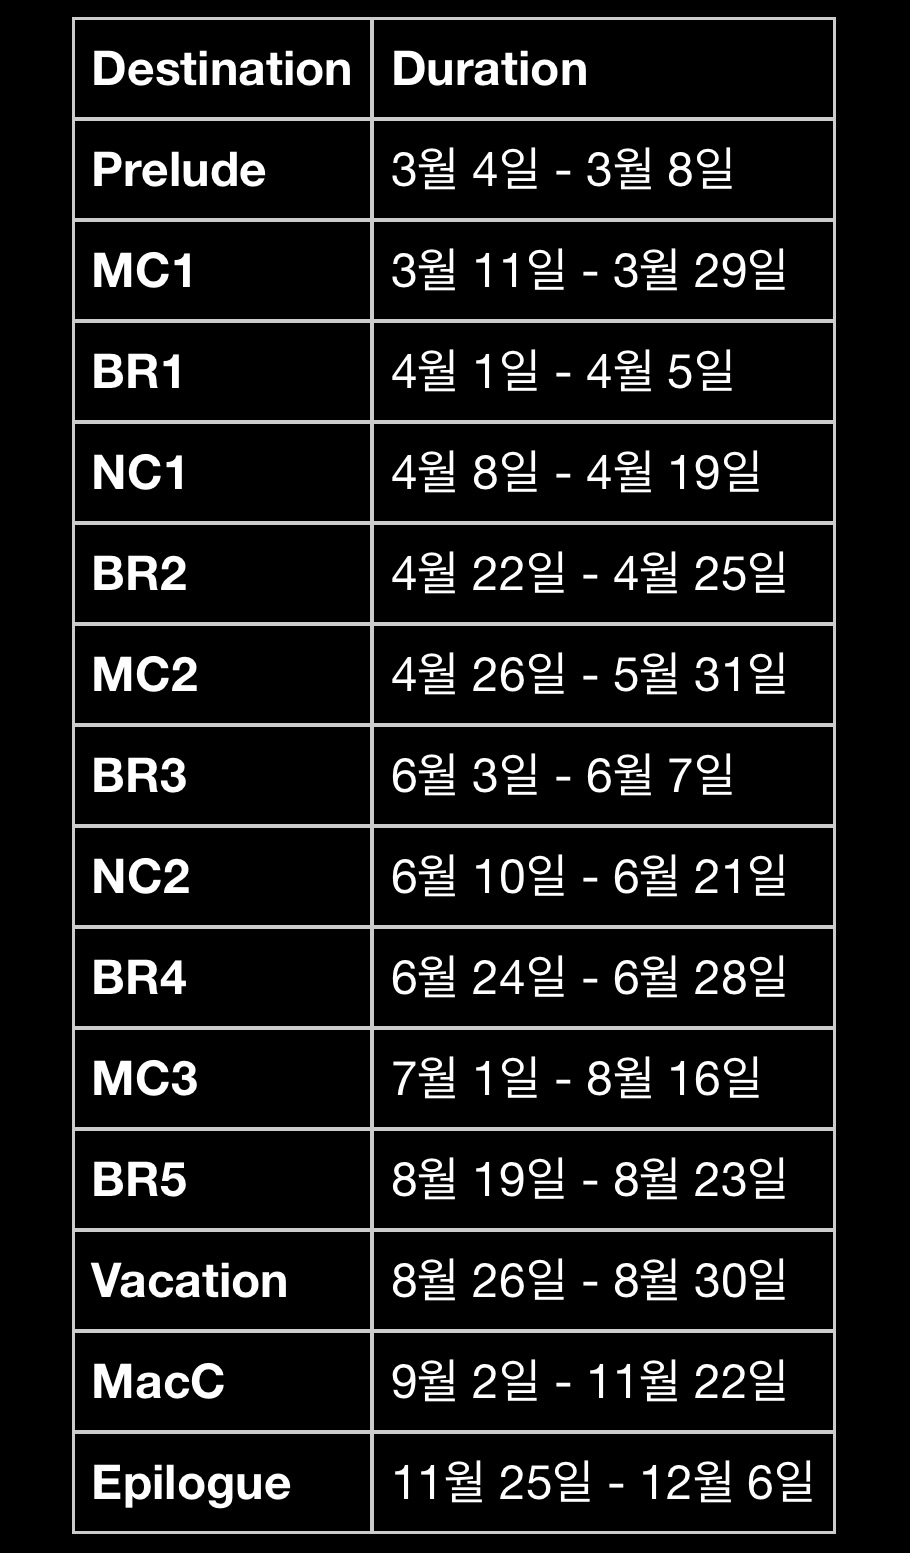 Destination Duration
Prelude 3월 4일 - 3월 8일
MC1 3월 11일 - 3월 29일
BR1 4월 1일 - 4월 5일
NC1 4월 8일 - 4월 19일
BR2 4월 22일 - 4월 25일
MC2 4월 26일 - 5월 31일
BR3 6월 3일 - 6월 7일
NC2 6월 10일 - 6월 21일
BR4 6월 24일 - 6월 28일
MC3 7월 1일 - 8월 16일
BR5 8월 19일 - 8월 23일
Vacation 8월 26일 - 8월 30일
MacC 9월 2일 - 11월 22일
Epilogue 11월 25일 - 12월 6일